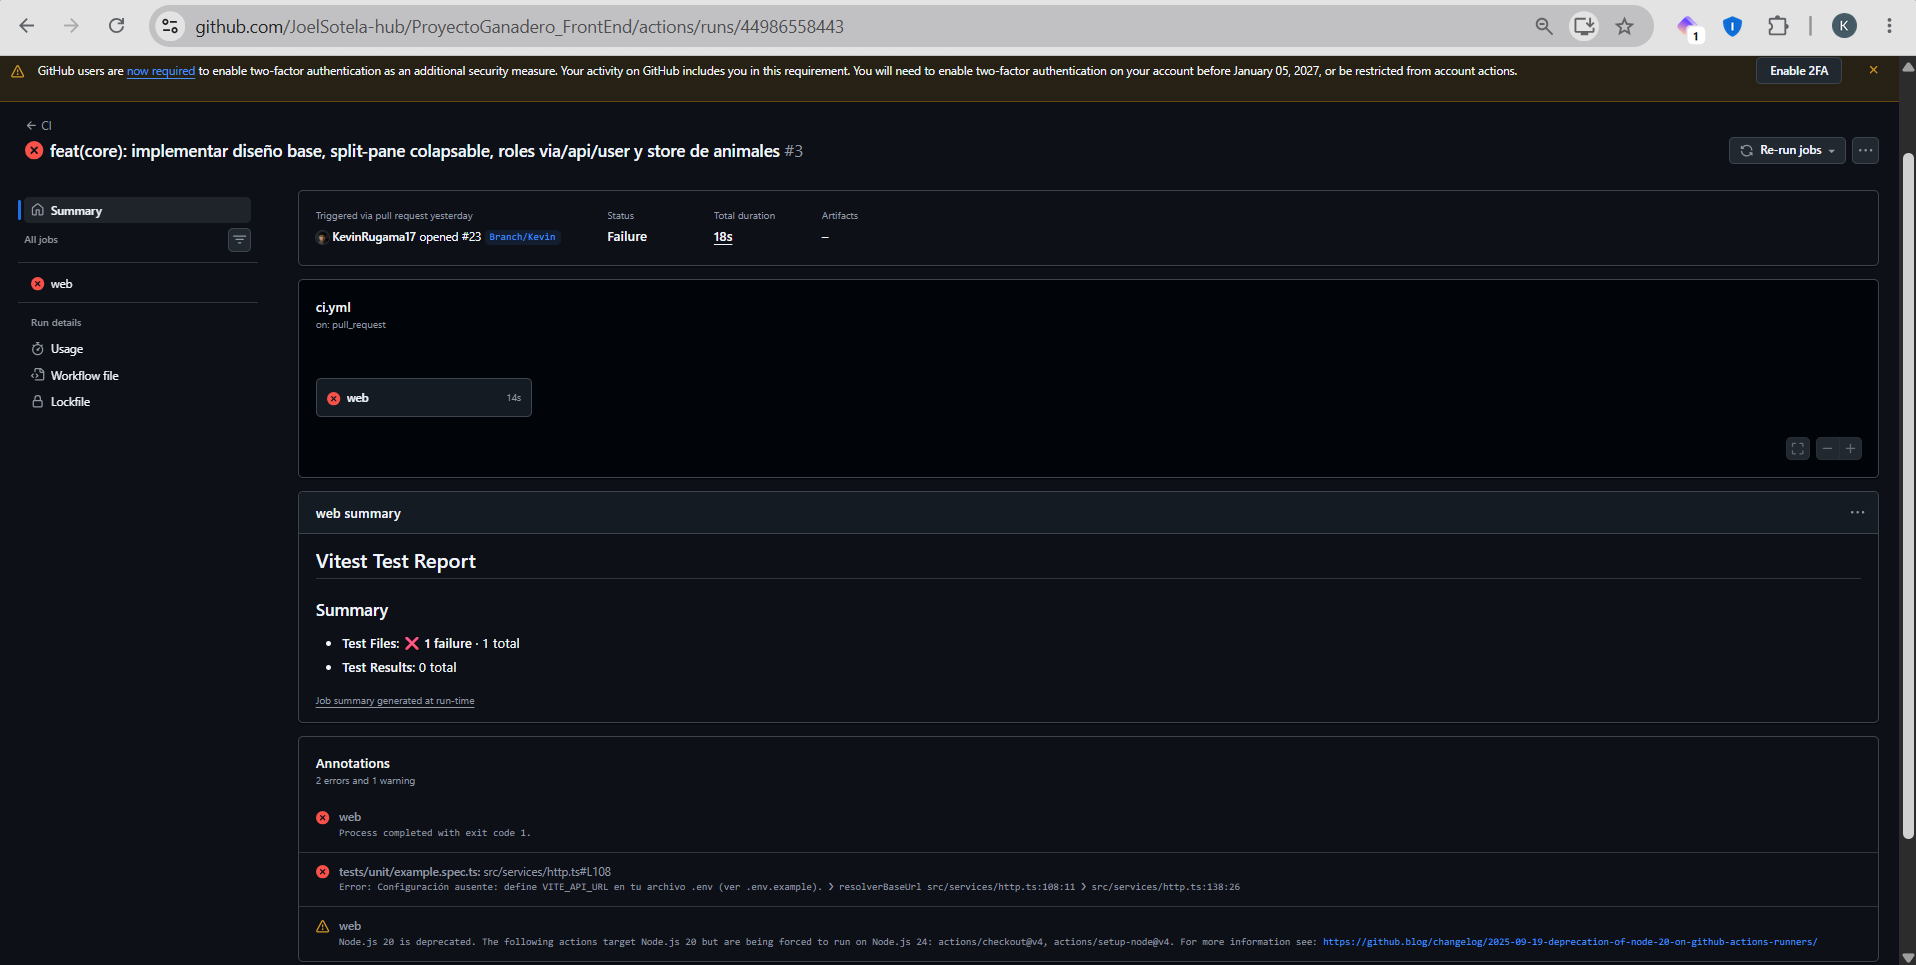 github.com/JoelSotela-hub/ProyectoGanadero_FrontEnd/actions/runs/44986558443
1
K
GitHub users are now required to enable two-factor authentication as an additional security measure. Your activity on GitHub includes you in this requirement. You will need to enable two-factor authentication on your account before January 05, 2027, or be restricted from account actions.
Enable 2FA
← CI
feat(core): implementar diseño base, split-pane colapsable, roles via/api/user y store de animales #3
Re-run jobs
Summary
All jobs
web
Run details
Usage
Workflow file
Lockfile
Triggered via pull request yesterday
KevinRugama17 opened #23 Branch/Kevin
Status
Failure
Total duration
18s
Artifacts
–
ci.yml
on: pull_request
web 14s
web summary
Vitest Test Report
Summary
• Test Files: ❌ 1 failure · 1 total
• Test Results: 0 total
Job summary generated at run-time
Annotations
2 errors and 1 warning
web
Process completed with exit code 1.
tests/unit/example.spec.ts: src/services/http.ts#L108
Error: Configuración ausente: define VITE_API_URL en tu archivo .env (ver .env.example). ❯ resolverBaseUrl src/services/http.ts:108:11 ❯ src/services/http.ts:138:26
web
Node.js 20 is deprecated. The following actions target Node.js 20 but are being forced to run on Node.js 24: actions/checkout@v4, actions/setup-node@v4. For more information see: https://github.blog/changelog/2025-09-19-deprecation-of-node-20-on-github-actions-runners/